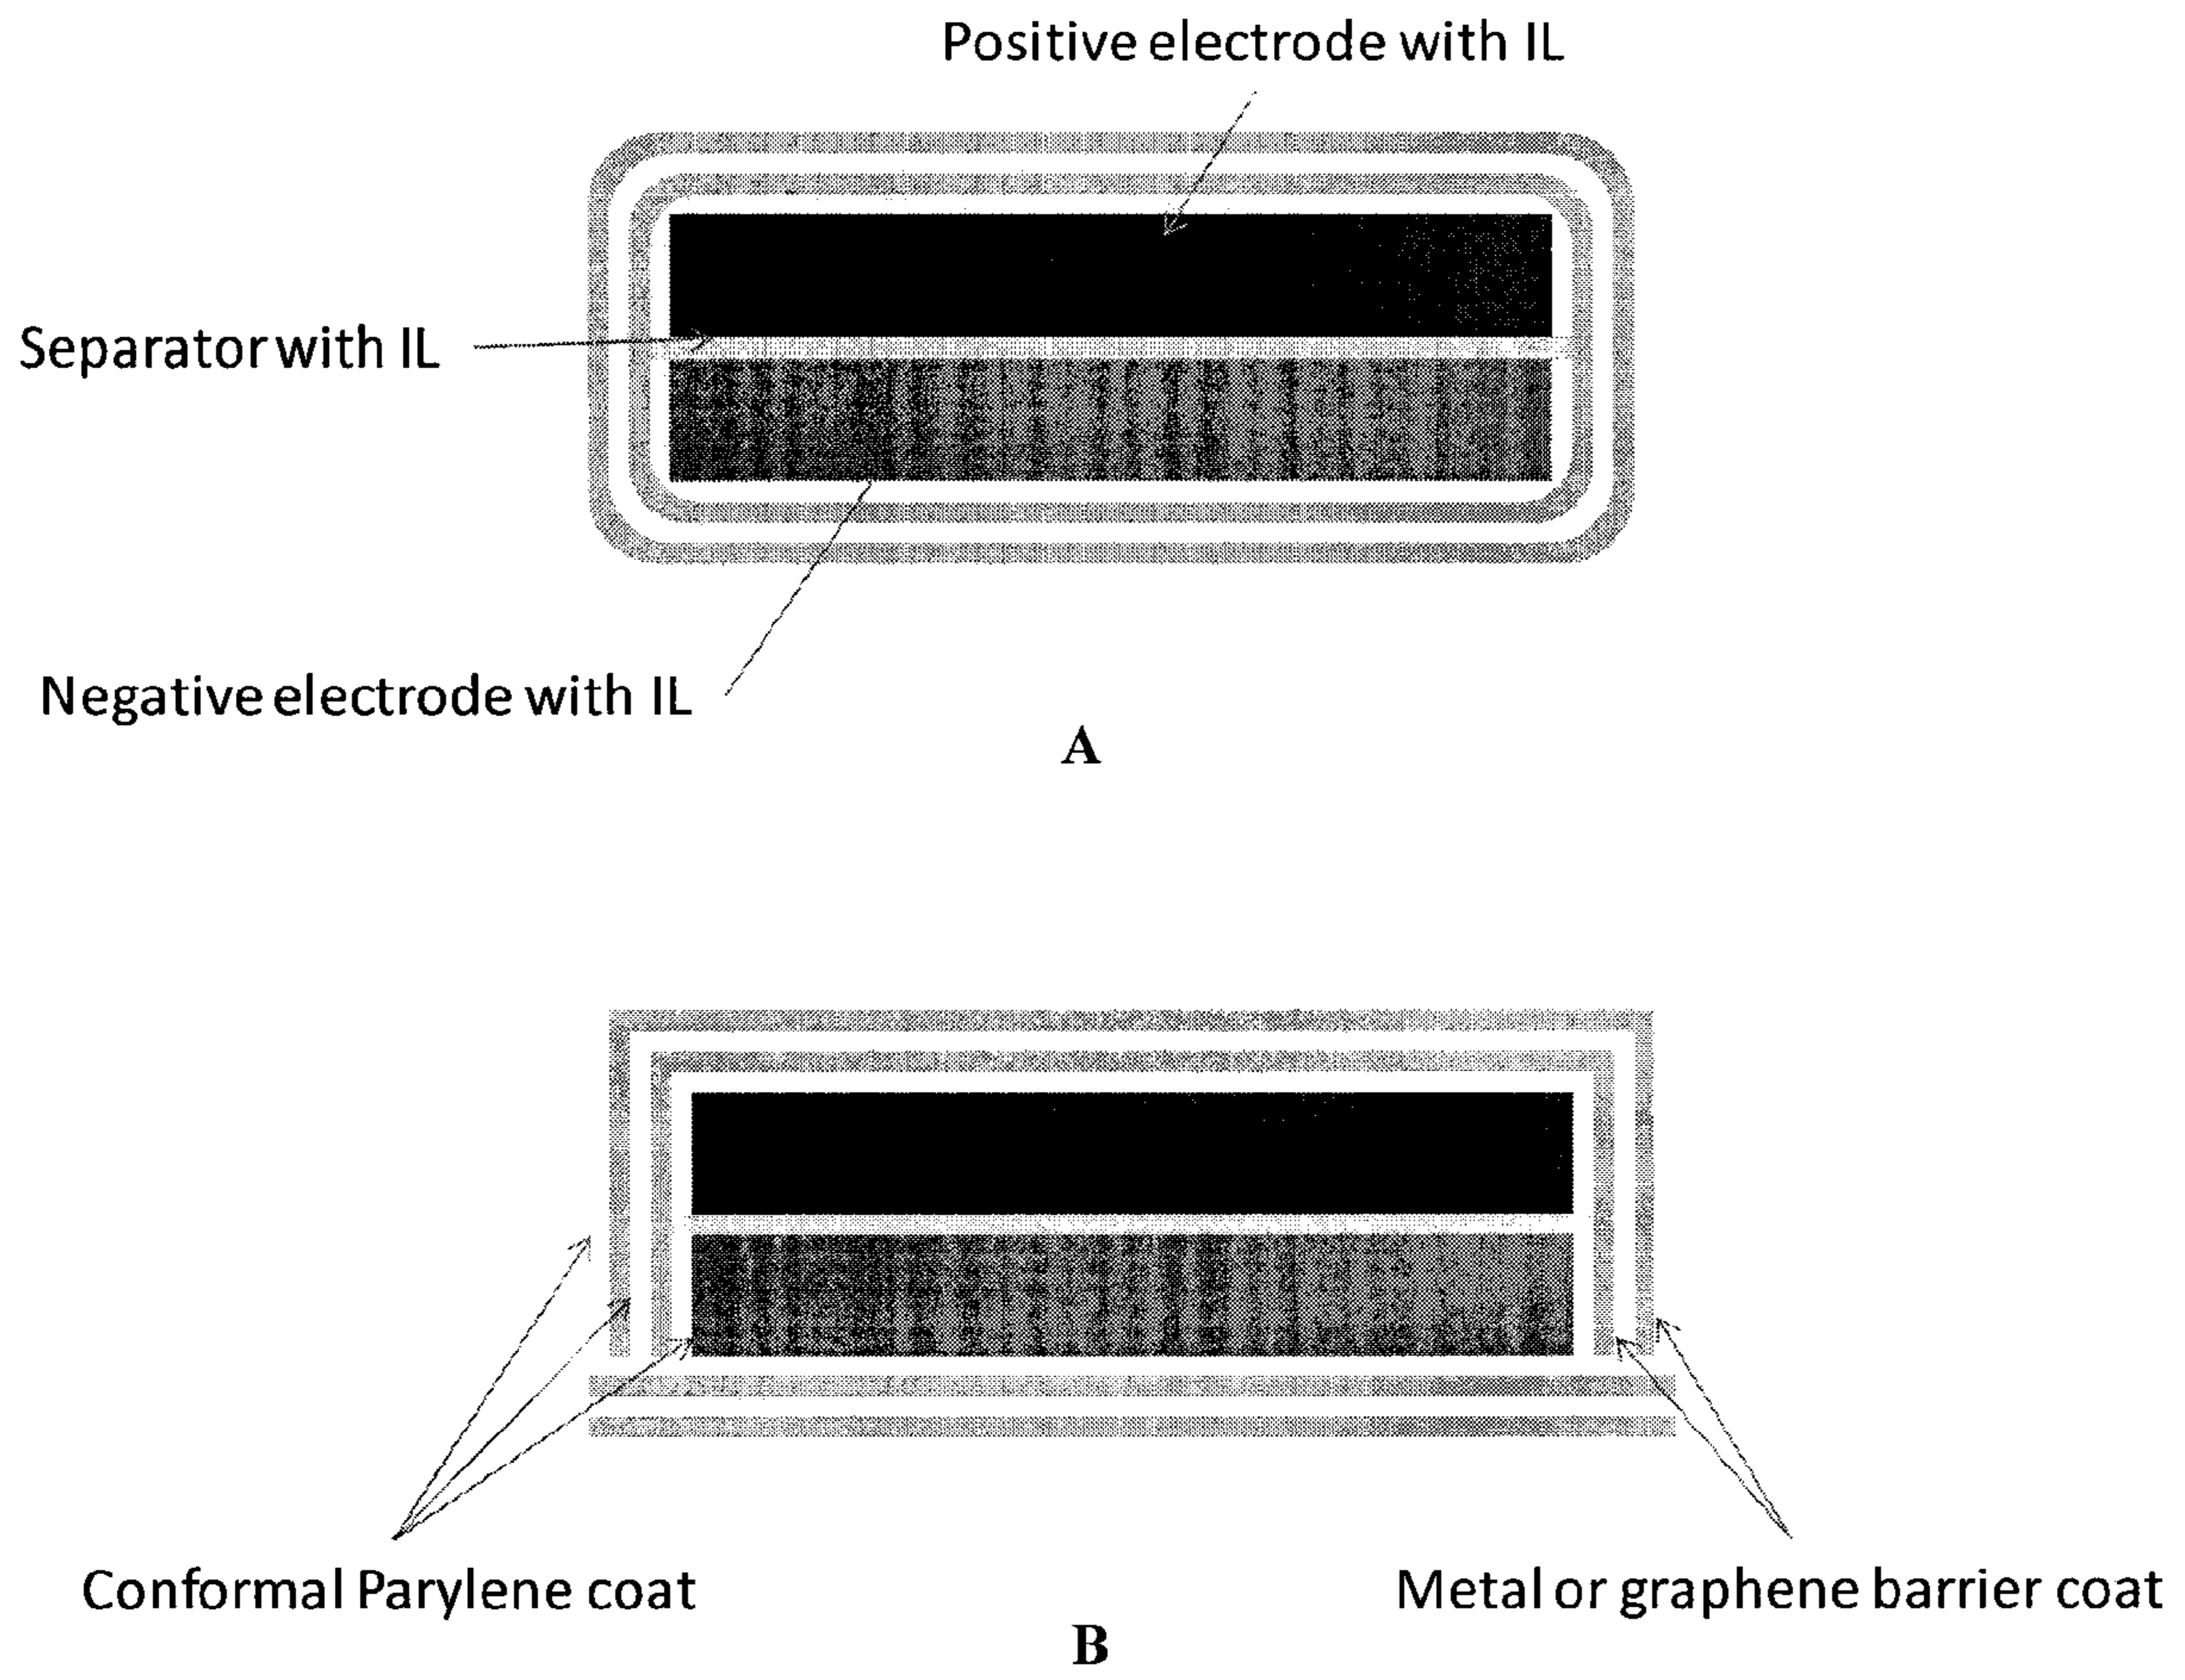 Positive electrode with IL
Separator with IL
Negative electrode with IL
A
Conformal Parylene coat
Metal or graphene barrier coat
B